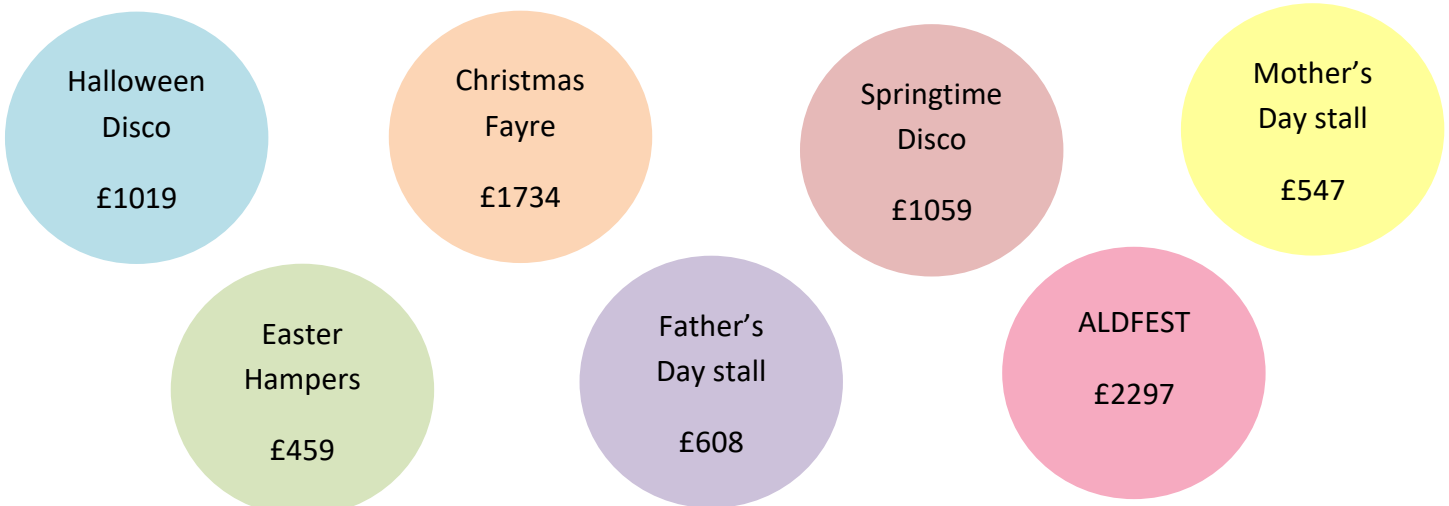 Halloween
Disco
£1019
Christmas
Fayre
£1734
Springtime
Disco
£1059
Mother’s
Day stall
£547
Easter
Hampers
£459
Father’s
Day stall
£608
ALDFEST
£2297